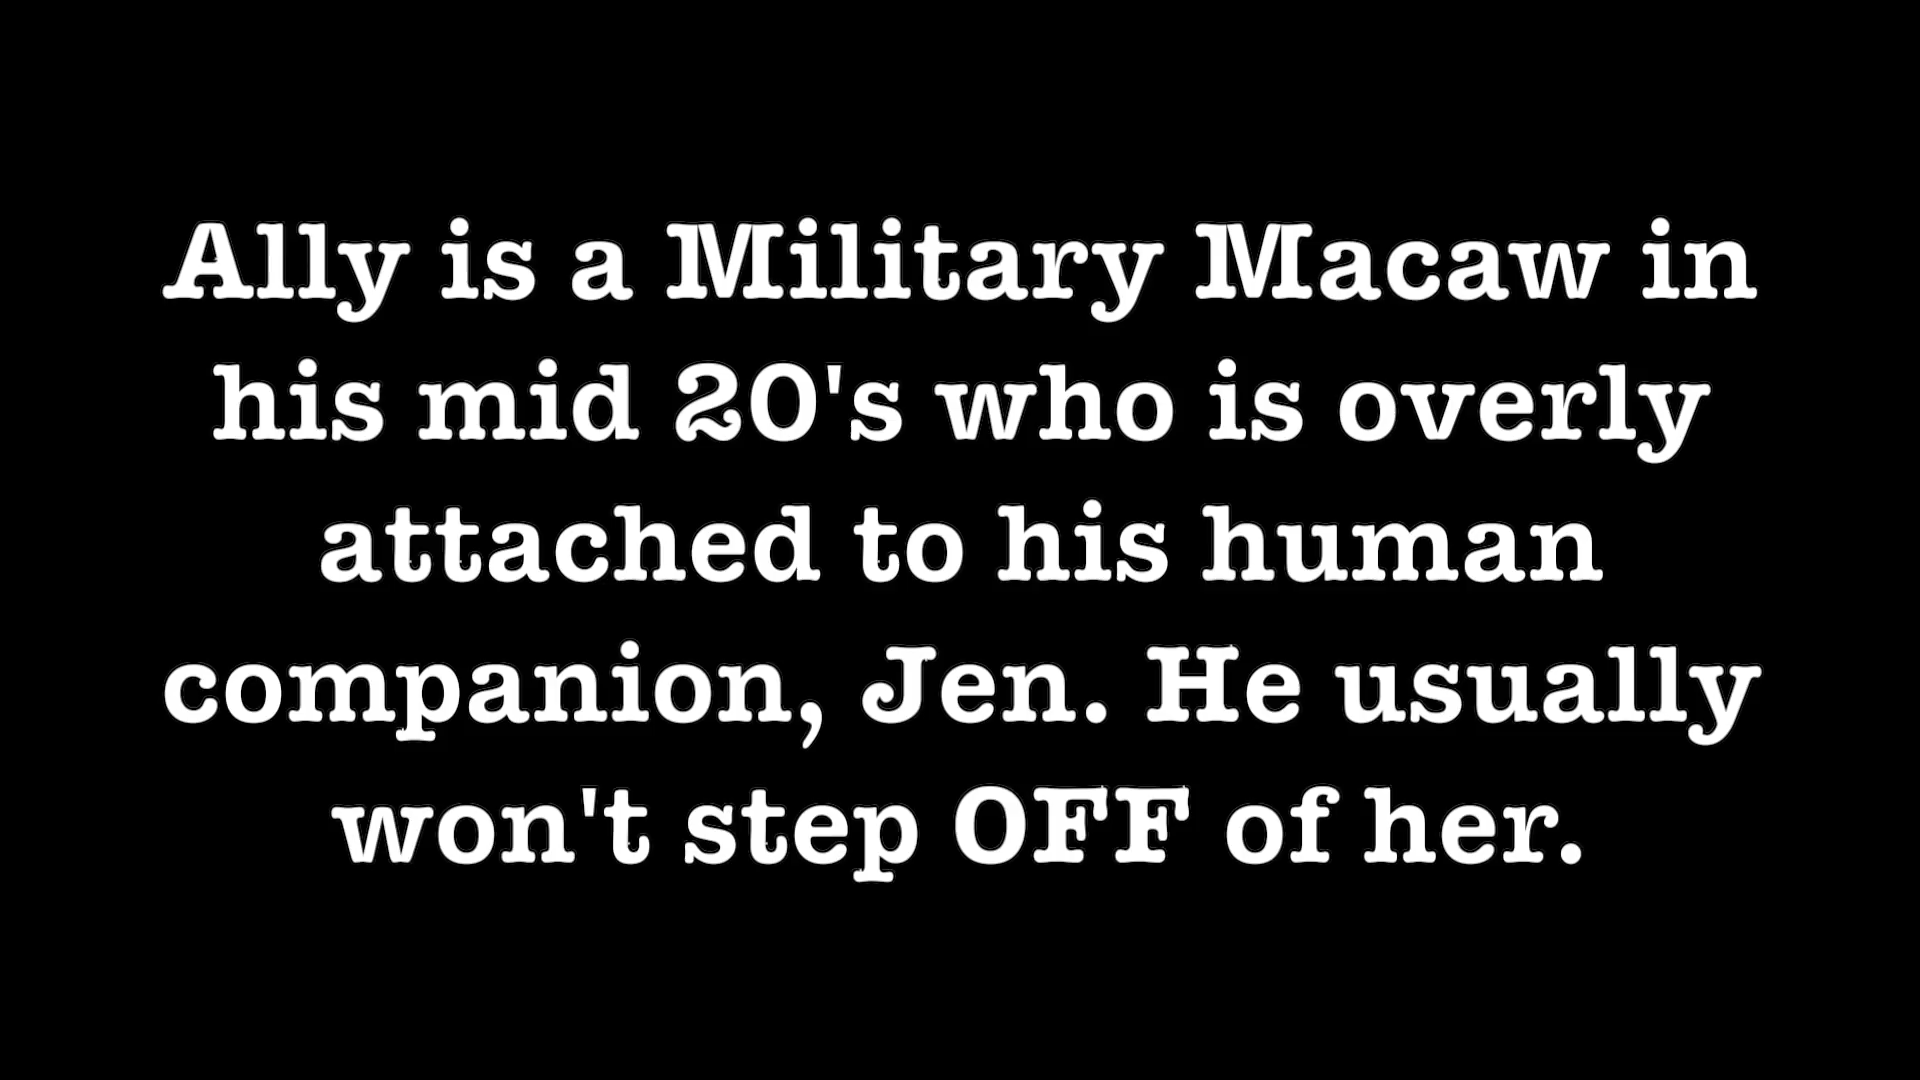 Ally is a Military Macaw in
his mid 20's who is overly
attached to his human
companion, Jen. He usually
won't step OFF of her.